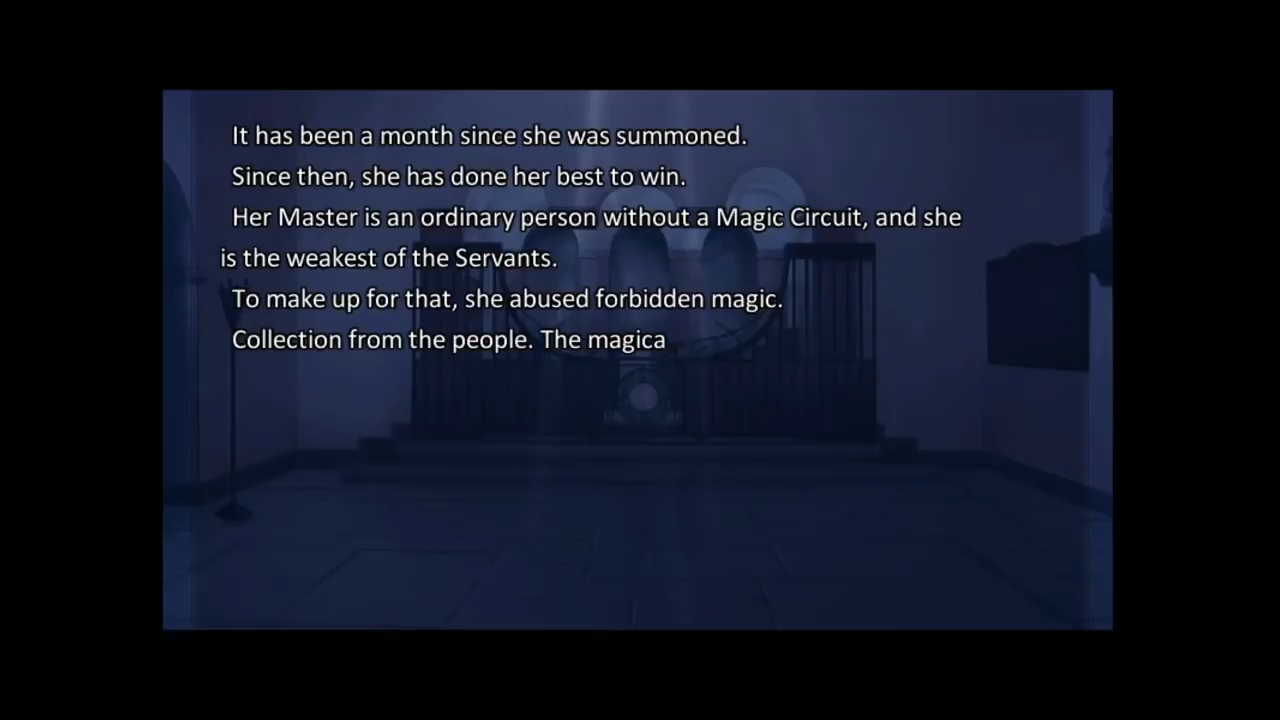 It has been a month since she was summoned.
Since then, she has done her best to win.
Her Master is an ordinary person without a Magic Circuit, and she
is the weakest of the Servants.
To make up for that, she abused forbidden magic.
Collection from the people. The magica